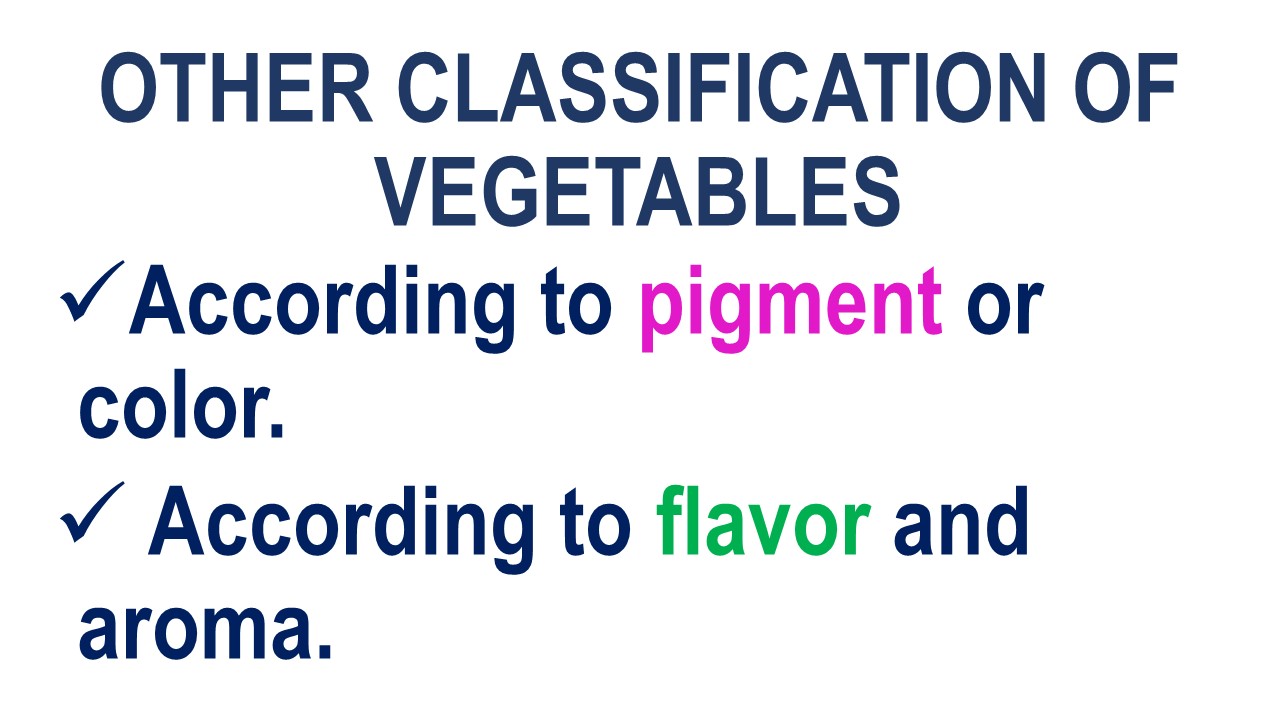 OTHER CLASSIFICATION OF
VEGETABLES
✓According to pigment or
color.
✓ According to flavor and
aroma.